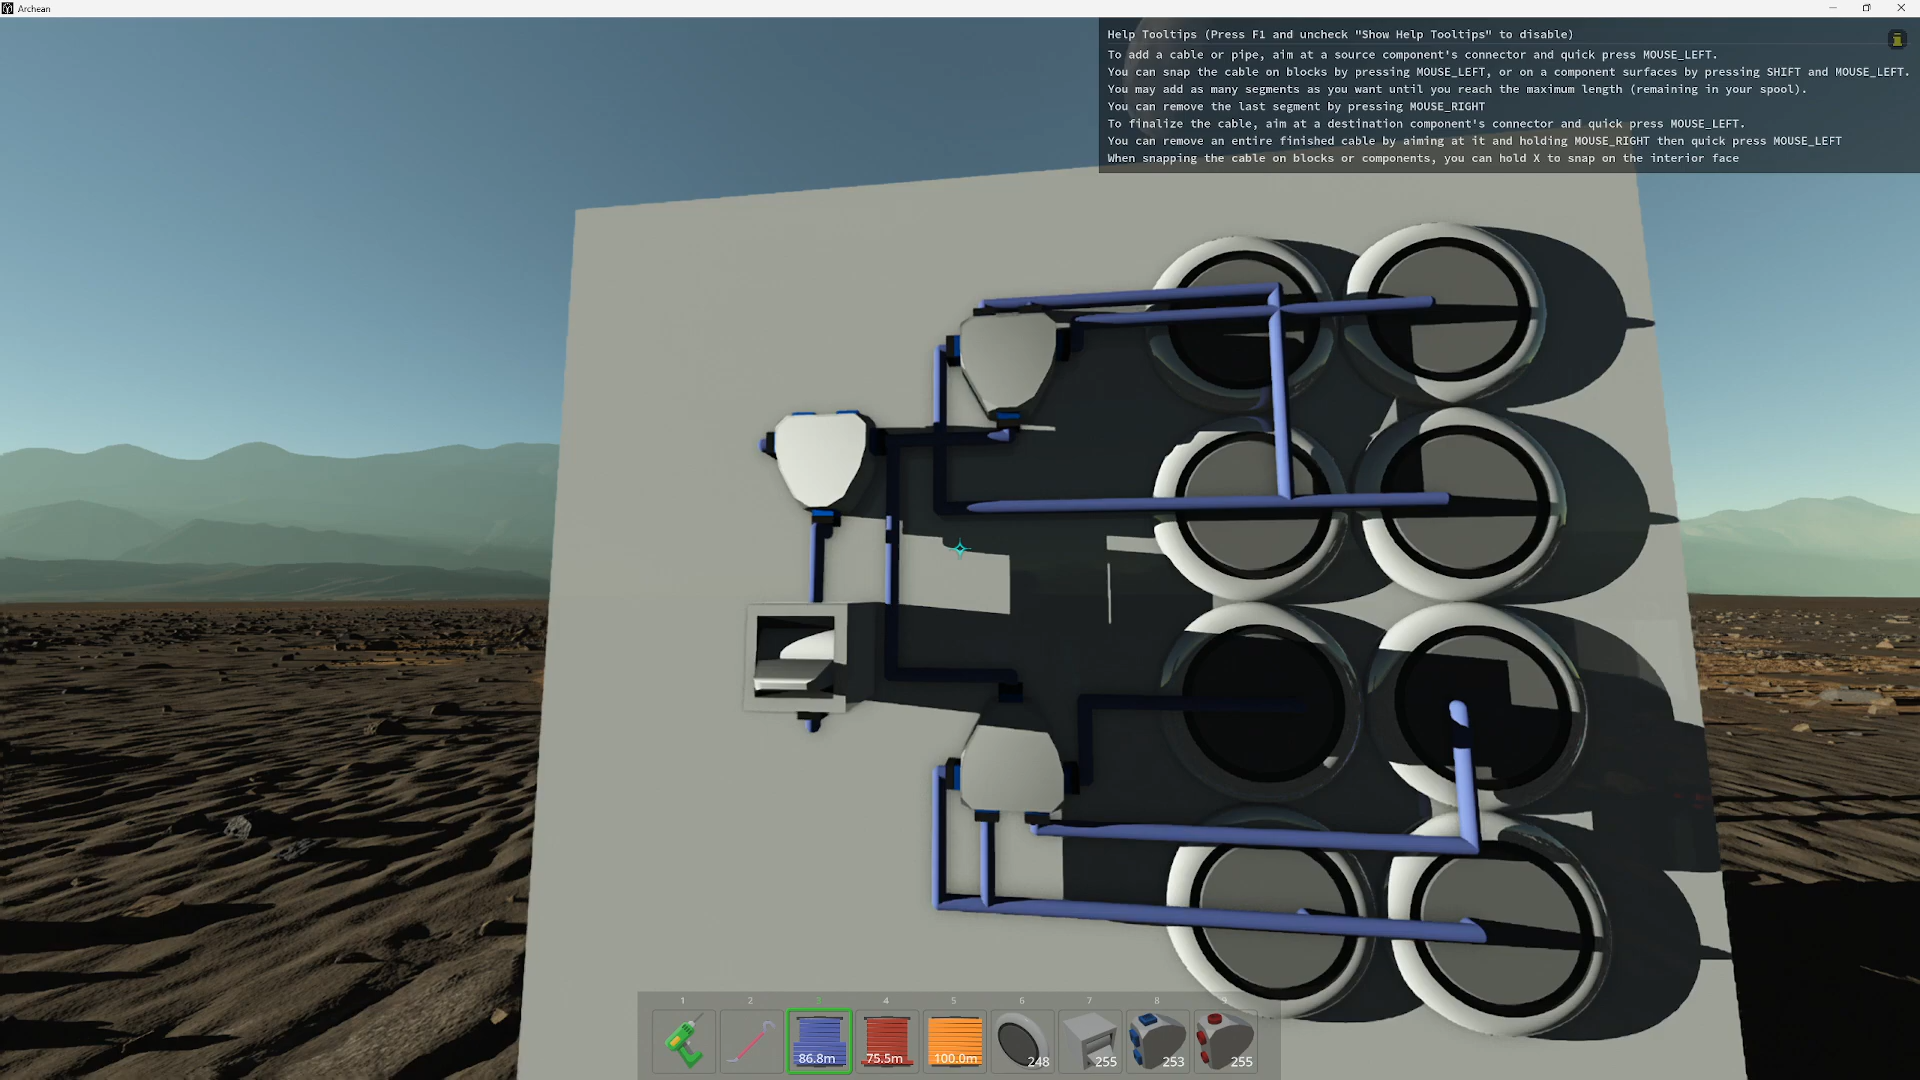 Archean
Help Tooltips (Press F1 and uncheck "Show Help Tooltips" to disable)
To add a cable or pipe, aim at a source component's connector and quick press MOUSE_LEFT.
You can snap the cable on blocks by pressing MOUSE_LEFT, or on a component surfaces by pressing SHIFT and MOUSE_LEFT.
You may add as many segments as you want until you reach the maximum length (remaining in your spool).
You can remove the last segment by pressing MOUSE_RIGHT
To finalize the cable, aim at a destination component's connector and quick press MOUSE_LEFT.
You can remove an entire finished cable by aiming at it and holding MOUSE_RIGHT then quick press MOUSE_LEFT
When snapping the cable on blocks or components, you can hold X to snap on the interior face
1 2 3 4 5 6 7 8 9
86.8m 75.5m 100.0m 248 255 253 255